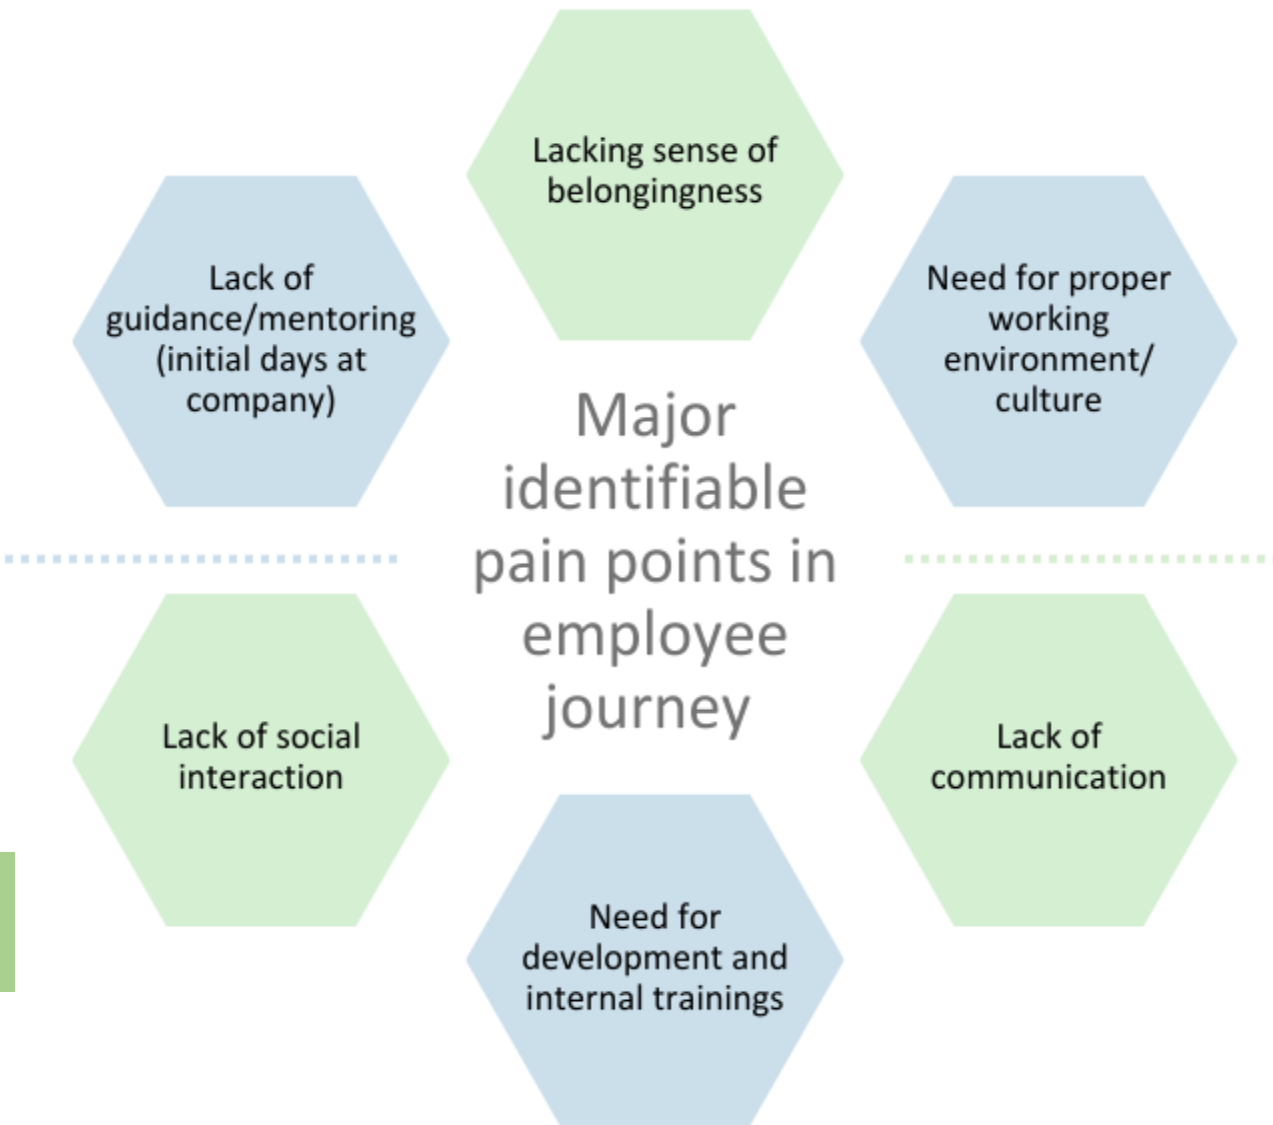 Lacking sense of
belongingness
Lack of
guidance/mentoring
(initial days at
company)
Need for proper
working
environment/
culture
Major
identifiable
pain points in
employee
journey
Lack of social
interaction
Lack of
communication
Need for
development and
internal trainings